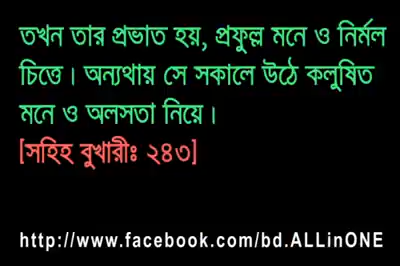 তখন তার প্রভাত হয়, প্রফুল্ল মনে ও নির্মল
চিত্তে। অন্যথায় সে সকালে উঠে কলুষিত
মনে ও অলসতা নিয়ে।
[সহিহ বুখারীঃ ২৪৩]
http://www.facebook.com/bd.ALLinONE